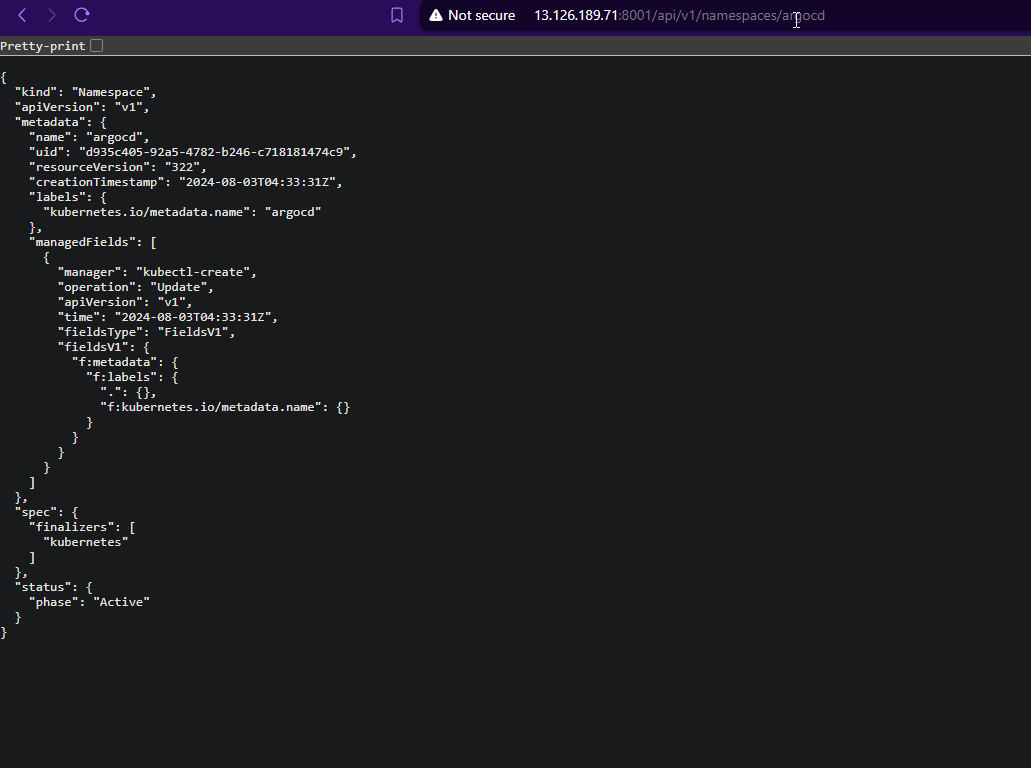 Not secure 13.126.189.71:8001/api/v1/namespaces/argocd
Pretty-print
{
  "kind": "Namespace",
  "apiVersion": "v1",
  "metadata": {
    "name": "argocd",
    "uid": "d935c405-92a5-4782-b246-c718181474c9",
    "resourceVersion": "322",
    "creationTimestamp": "2024-08-03T04:33:31Z",
    "labels": {
      "kubernetes.io/metadata.name": "argocd"
    },
    "managedFields": [
      {
        "manager": "kubectl-create",
        "operation": "Update",
        "apiVersion": "v1",
        "time": "2024-08-03T04:33:31Z",
        "fieldsType": "FieldsV1",
        "fieldsV1": {
          "f:metadata": {
            "f:labels": {
              ".": {},
              "f:kubernetes.io/metadata.name": {}
            }
          }
        }
      }
    ]
  },
  "spec": {
    "finalizers": [
      "kubernetes"
    ]
  },
  "status": {
    "phase": "Active"
  }
}